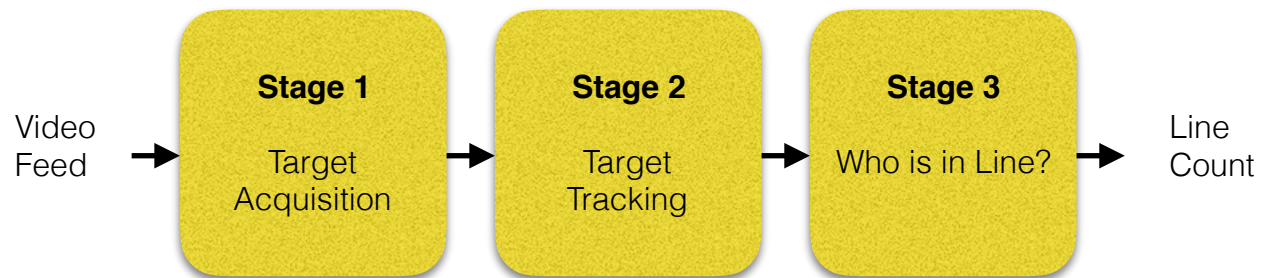 Video
Feed
Stage 1
Target
Acquisition
Stage 2
Target
Tracking
Stage 3
Who is in Line?
Line
Count